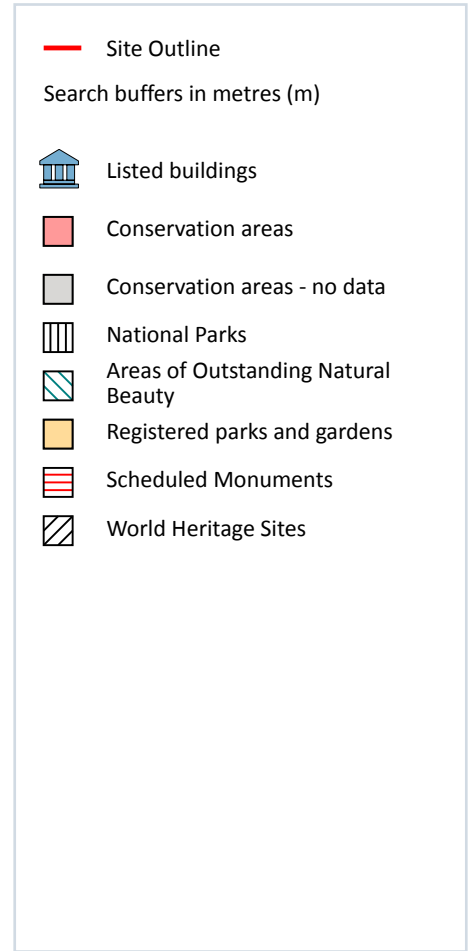 Site Outline
Search buffers in metres (m)
Listed buildings
Conservation areas
Conservation areas - no data
National Parks
Areas of Outstanding Natural
Beauty
Registered parks and gardens
Scheduled Monuments
World Heritage Sites